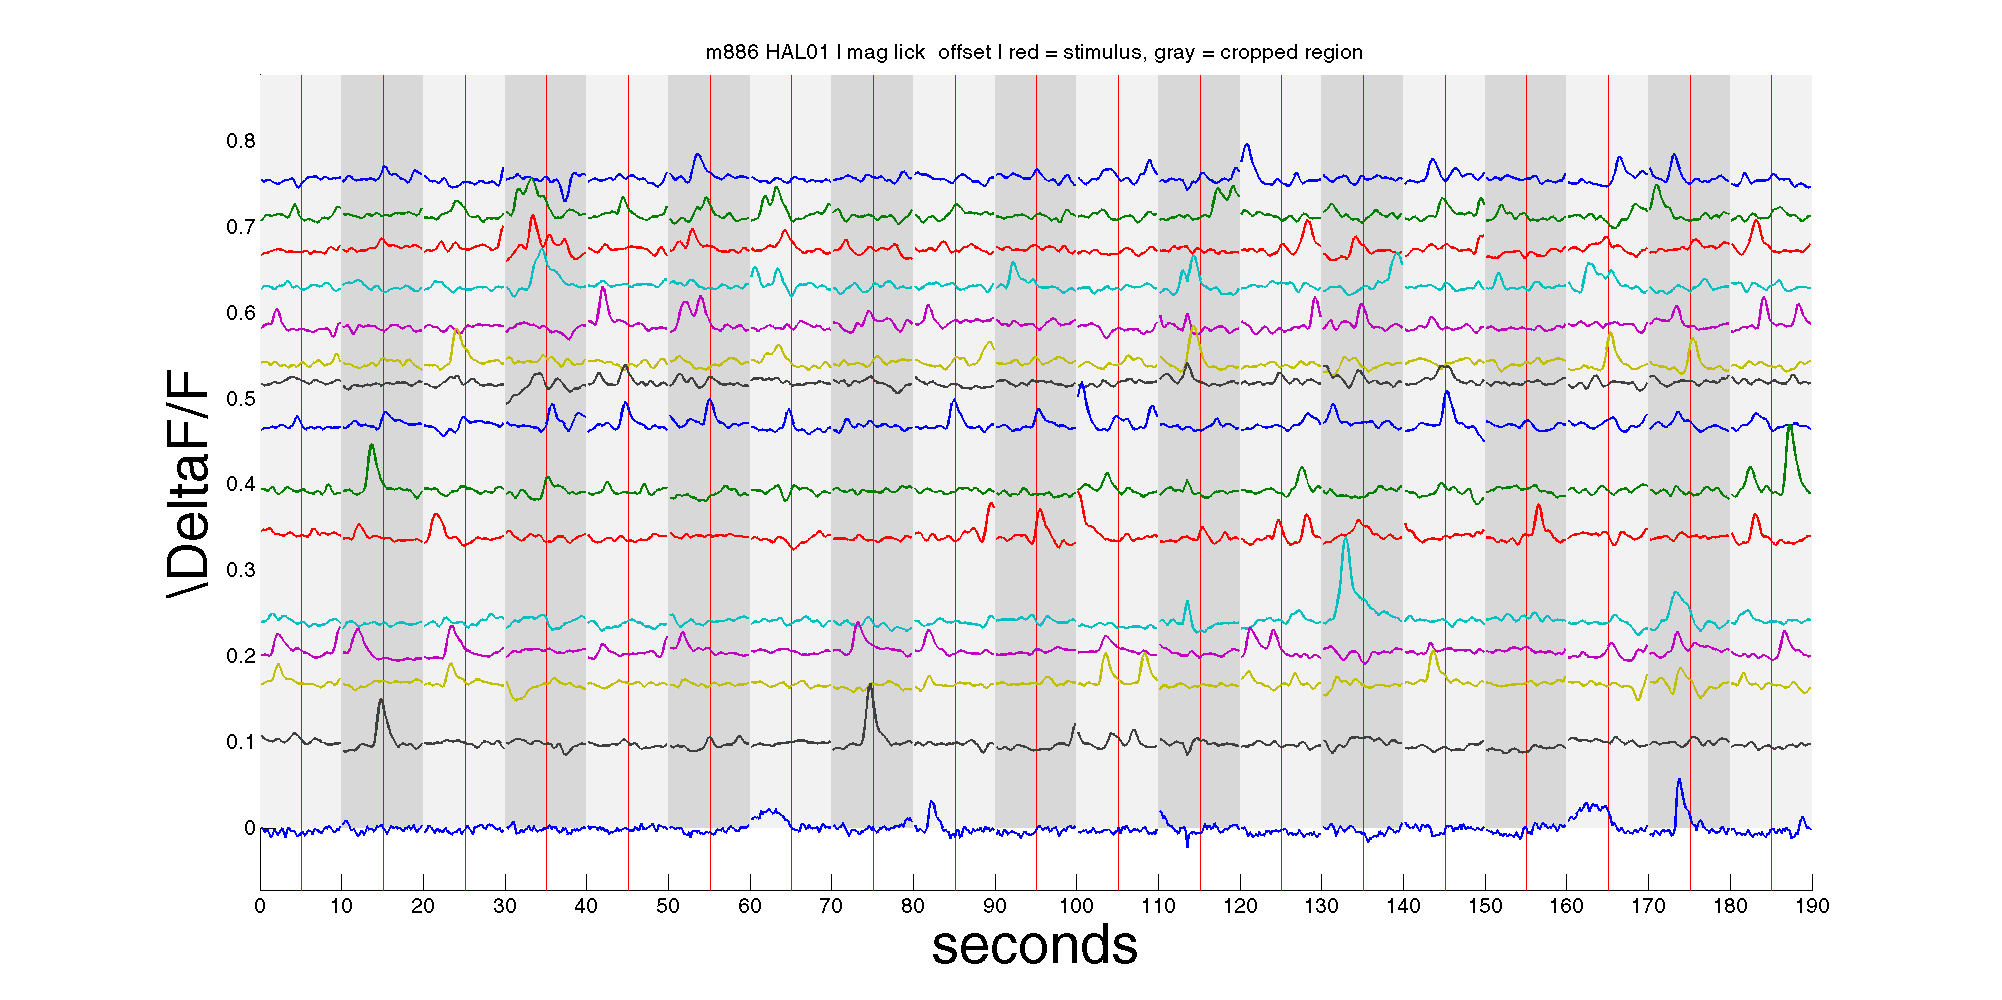 m886 HAL01 | mag lick  offset | red = stimulus, gray = cropped region
0.8
0.7
0.6
0.5
0.4
0.3
0.2
0.1
0
\DeltaF/F
0 10 20 30 40 50 60 70 80 90 100 110 120 130 140 150 160 170 180 190
seconds